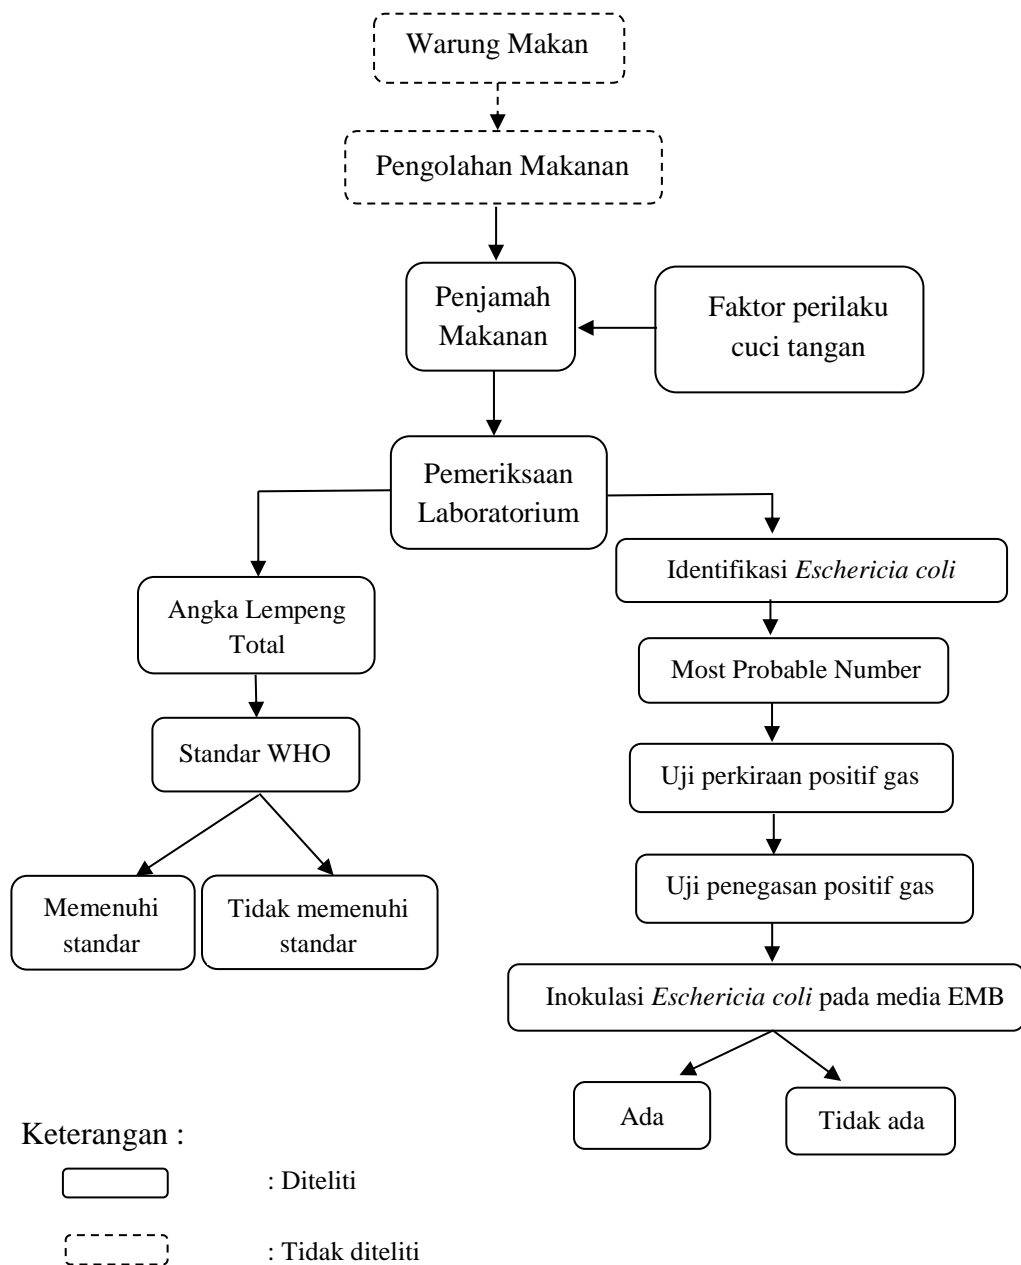 Warung Makan
Pengolahan Makanan
Penjamah
Makanan
Faktor perilaku
cuci tangan
Pemeriksaan
Laboratorium
Angka Lempeng
Total
Standar WHO
Memenuhi
standar
Tidak memenuhi
standar
Identifikasi Eschericia coli
Most Probable Number
Uji perkiraan positif gas
Uji penegasan positif gas
Inokulasi Eschericia coli pada media EMB
Ada
Tidak ada
Keterangan :
: Diteliti
: Tidak diteliti